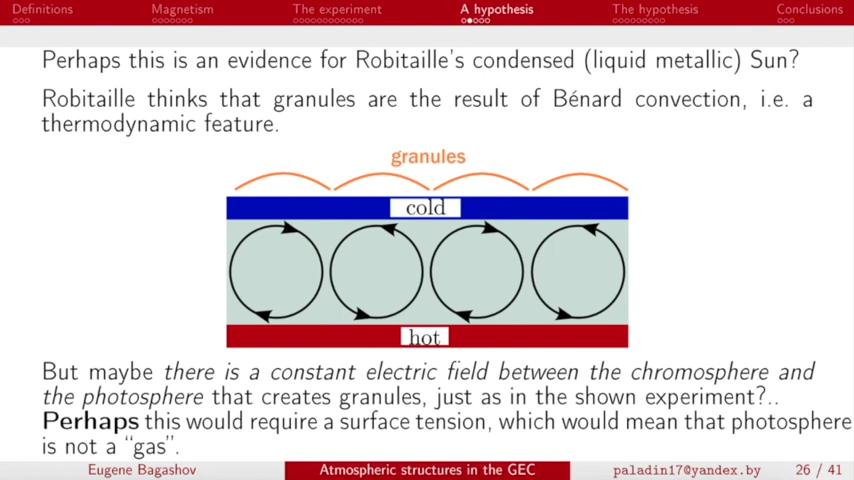 Definitions Magnetism The experiment A hypothesis The hypothesis Conclusions
Perhaps this is an evidence for Robitaille's condensed (liquid metallic) Sun?
Robitaille thinks that granules are the result of Bénard convection, i.e. a
thermodynamic feature.
granules
cold
hot
But maybe there is a constant electric field between the chromosphere and
the photosphere that creates granules, just as in the shown experiment?..
Perhaps this would require a surface tension, which would mean that photosphere
is not a “gas”.
Eugene Bagashov Atmospheric structures in the GEC paladin17@yandex.by 26 / 41